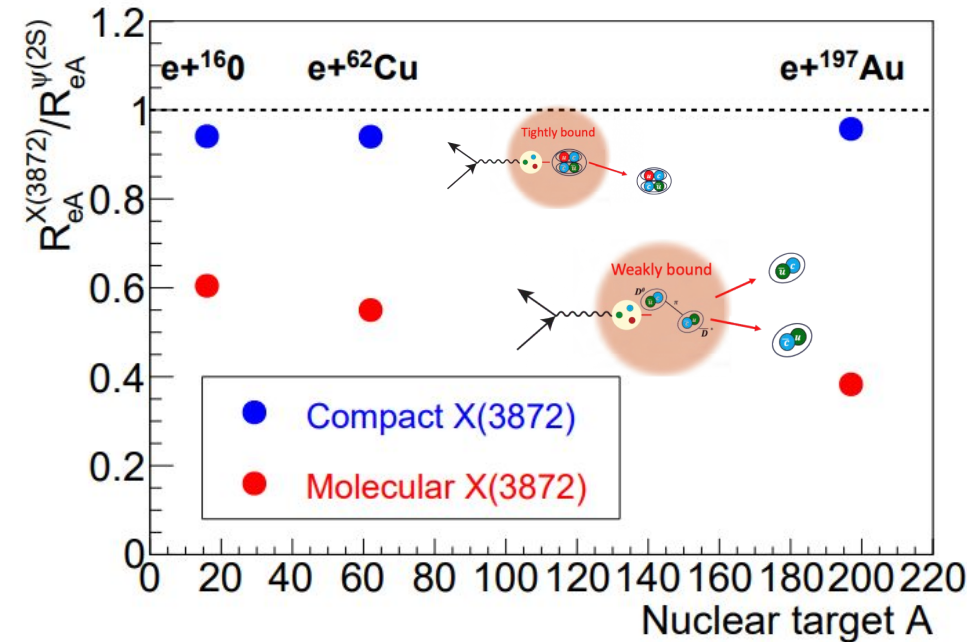 R_eA^X(3872)/R_eA^ψ(2S)
1.2
1
0.8
0.6
0.4
0.2
0
e+¹⁶0
e+⁶²Cu
e+¹⁹⁷Au
Tightly bound
Weakly bound
D⁰
π
D̄*
Compact X(3872)
Molecular X(3872)
0 20 40 60 80 100 120 140 160 180 200 220
Nuclear target A